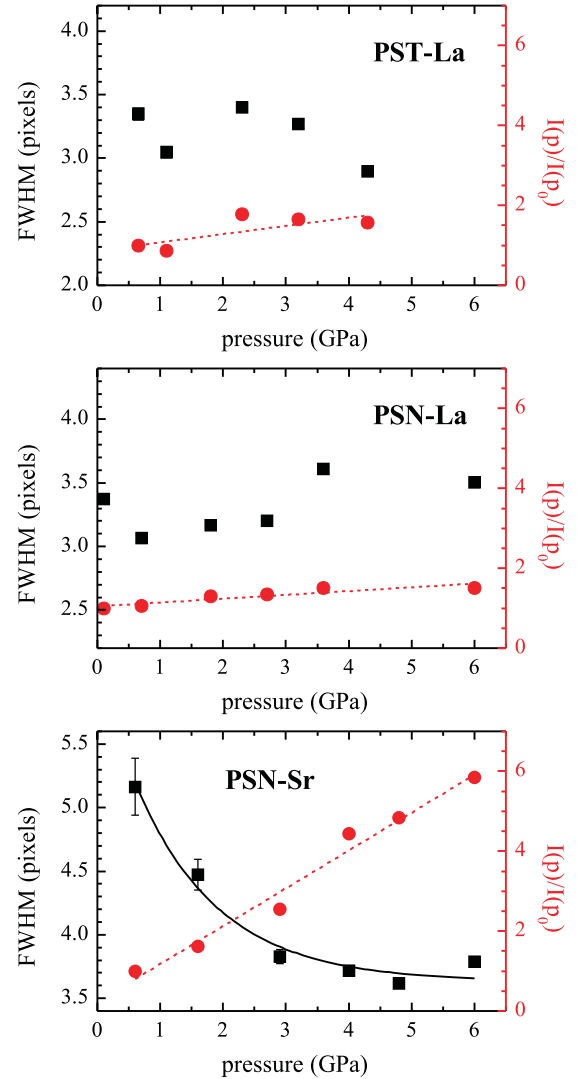 PST-La
FWHM (pixels)
4.0
3.5
3.0
2.5
2.0
I(p)/I(p0)
6
4
2
0
0 1 2 3 4 5 6
pressure (GPa)
PSN-La
FWHM (pixels)
4.0
3.5
3.0
2.5
I(p)/I(p0)
6
4
2
0
0 1 2 3 4 5 6
pressure (GPa)
PSN-Sr
FWHM (pixels)
5.5
5.0
4.5
4.0
3.5
I(p)/I(p0)
6
4
2
0
0 1 2 3 4 5 6
pressure (GPa)